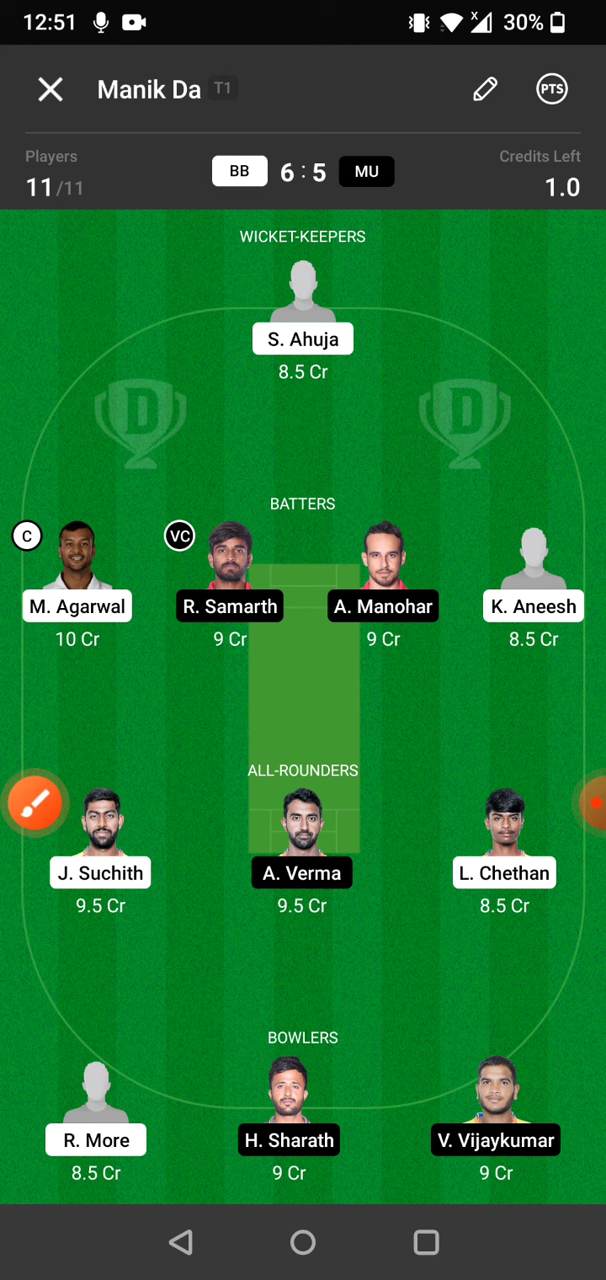 12:51 x 30%
Manik Da T1 PTS
Players Credits Left
11/11 BB 6 : 5 MU 1.0
WICKET-KEEPERS
S. Ahuja
8.5 Cr
D D
BATTERS
C VC
M. Agarwal R. Samarth A. Manohar K. Aneesh
10 Cr 9 Cr 9 Cr 8.5 Cr
ALL-ROUNDERS
J. Suchith A. Verma L. Chethan
9.5 Cr 9.5 Cr 8.5 Cr
BOWLERS
R. More H. Sharath V. Vijaykumar
8.5 Cr 9 Cr 9 Cr